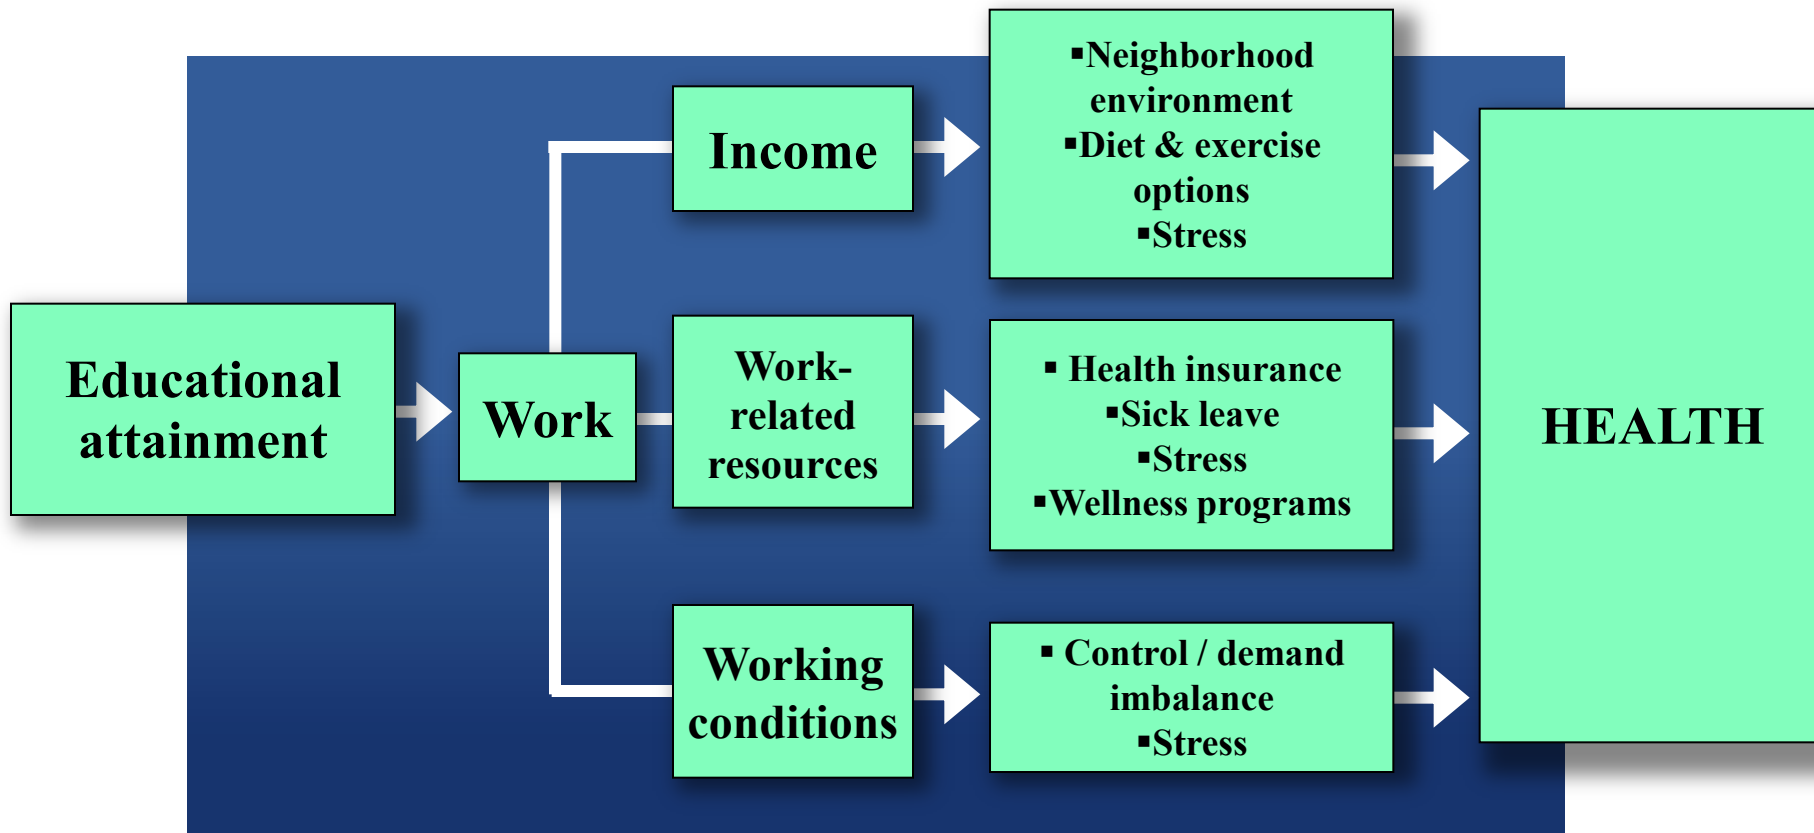 Educational
attainment
Work
Income
▪Neighborhood
environment
▪Diet & exercise
options
▪Stress
Work-
related
resources
▪ Health insurance
▪Sick leave
▪Stress
▪Wellness programs
Working
conditions
▪ Control / demand
imbalance
▪Stress
HEALTH